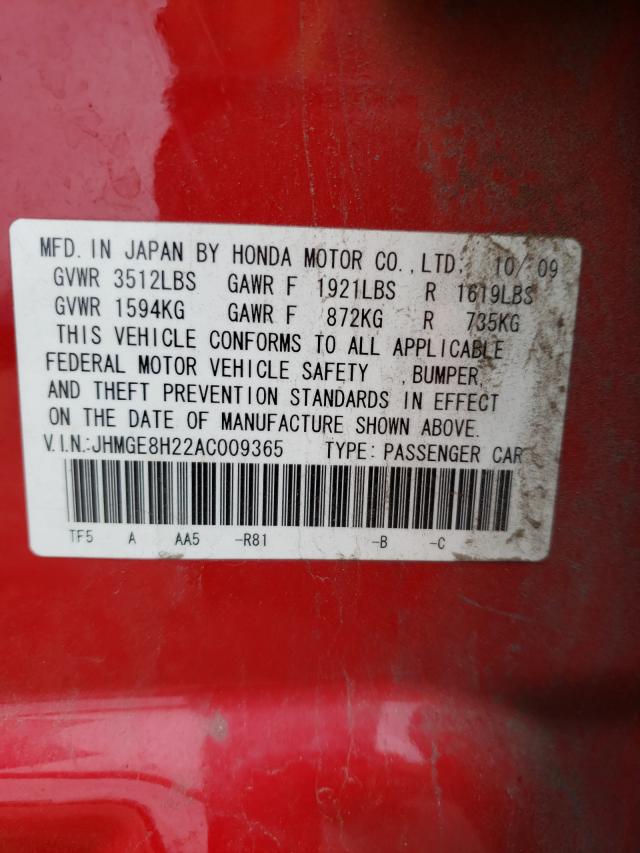 MFD. IN JAPAN BY HONDA MOTOR CO., LTD. 10/ 09
GVWR 3512LBS GAWR F 1921LBS R 1619LBS
GVWR 1594KG GAWR F 872KG R 735KG
THIS VEHICLE CONFORMS TO ALL APPLICABLE
FEDERAL MOTOR VEHICLE SAFETY , BUMPER,
AND THEFT PREVENTION STANDARDS IN EFFECT
ON THE DATE OF MANUFACTURE SHOWN ABOVE.
V.I.N.:JHMGE8H22AC009365 TYPE: PASSENGER CAR
TF5 A AA5 -R81 -B -C